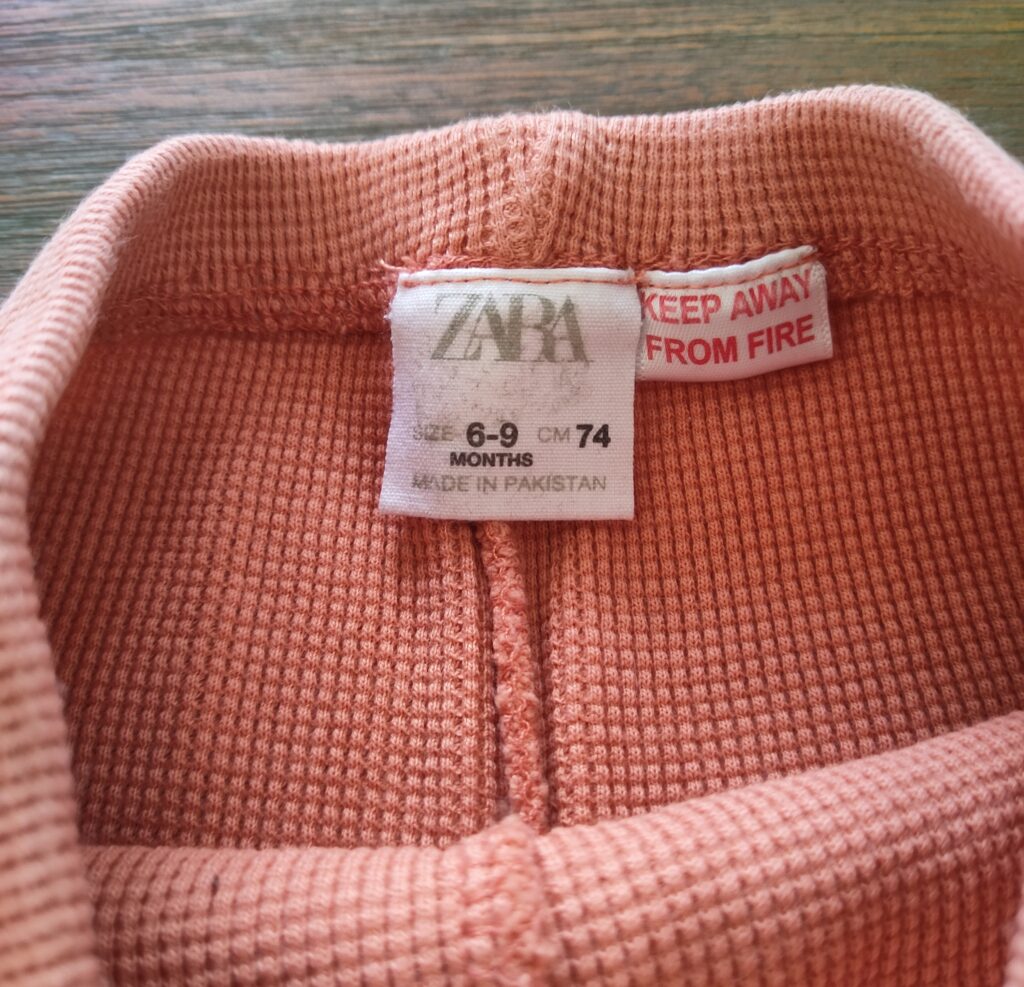 ZARA
SIZE 6-9 CM 74
MONTHS
MADE IN PAKISTAN
KEEP AWAY
FROM FIRE